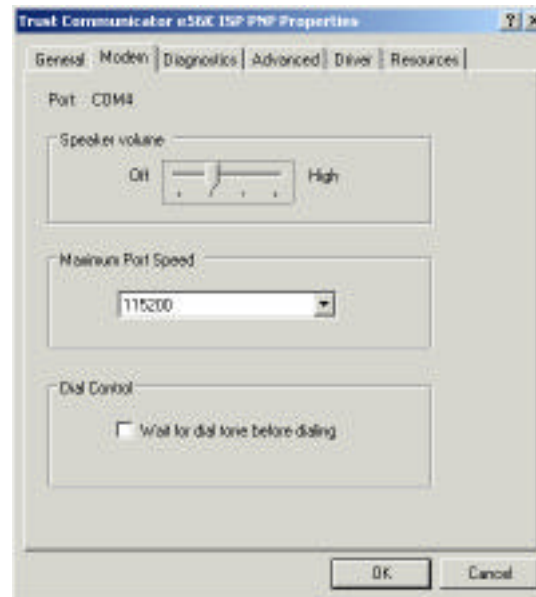 Trust Communicator e56K ISP PNP Properties
General Modem Diagnostics Advanced Driver Resources
Port COM4
Speaker volume
Off High
Maximum Port Speed
115200
Dial Control
Wait for dial tone before dialing
OK Cancel